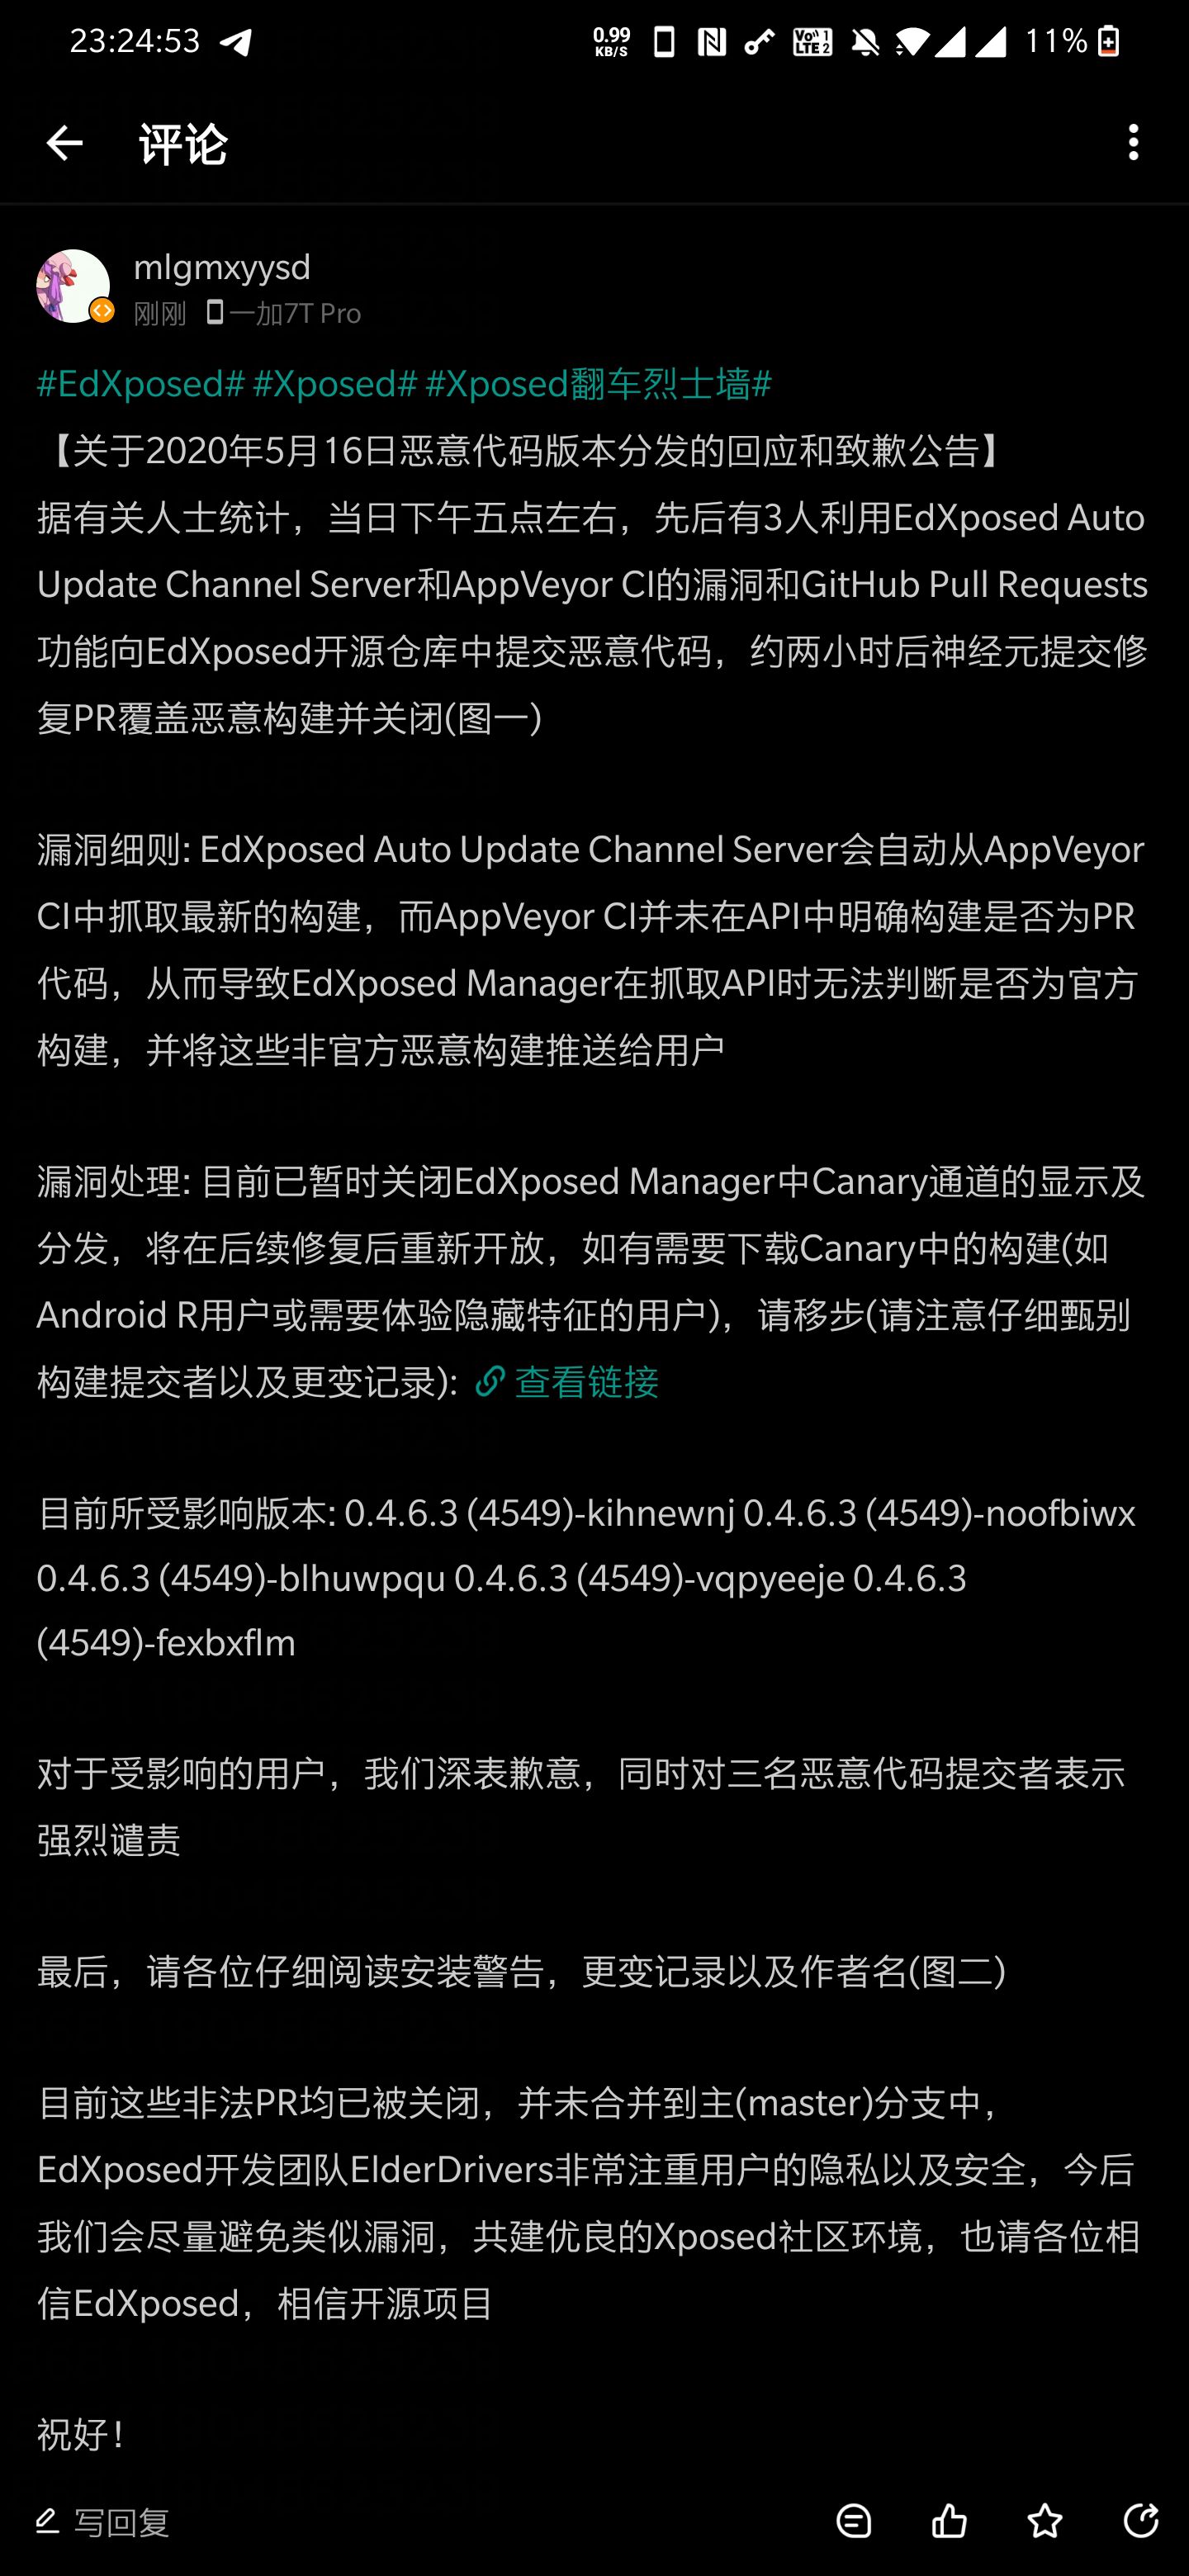 23:24:53
0.99
KB/S
Vo 1
LTE 2
11%
评论
mlgmxyysd
刚刚 一加7T Pro
#EdXposed# #Xposed# #Xposed翻车烈士墙#
【关于2020年5月16日恶意代码版本分发的回应和致歉公告】
据有关人士统计，当日下午五点左右，先后有3人利用EdXposed Auto
Update Channel Server和AppVeyor CI的漏洞和GitHub Pull Requests
功能向EdXposed开源仓库中提交恶意代码，约两小时后神经元提交修
复PR覆盖恶意构建并关闭(图一)
漏洞细则: EdXposed Auto Update Channel Server会自动从AppVeyor
CI中抓取最新的构建，而AppVeyor CI并未在API中明确构建是否为PR
代码，从而导致EdXposed Manager在抓取API时无法判断是否为官方
构建，并将这些非官方恶意构建推送给用户
漏洞处理: 目前已暂时关闭EdXposed Manager中Canary通道的显示及
分发，将在后续修复后重新开放，如有需要下载Canary中的构建(如
Android R用户或需要体验隐藏特征的用户)，请移步(请注意仔细甄别
构建提交者以及更变记录): 查看链接
目前所受影响版本: 0.4.6.3 (4549)-kihnewnj 0.4.6.3 (4549)-noofbiwx
0.4.6.3 (4549)-blhuwpqu 0.4.6.3 (4549)-vqpyeeje 0.4.6.3
(4549)-fexbxflm
对于受影响的用户，我们深表歉意，同时对三名恶意代码提交者表示
强烈谴责
最后，请各位仔细阅读安装警告，更变记录以及作者名(图二)
目前这些非法PR均已被关闭，并未合并到主(master)分支中，
EdXposed开发团队ElderDrivers非常注重用户的隐私以及安全，今后
我们会尽量避免类似漏洞，共建优良的Xposed社区环境，也请各位相
信EdXposed，相信开源项目
祝好！
写回复